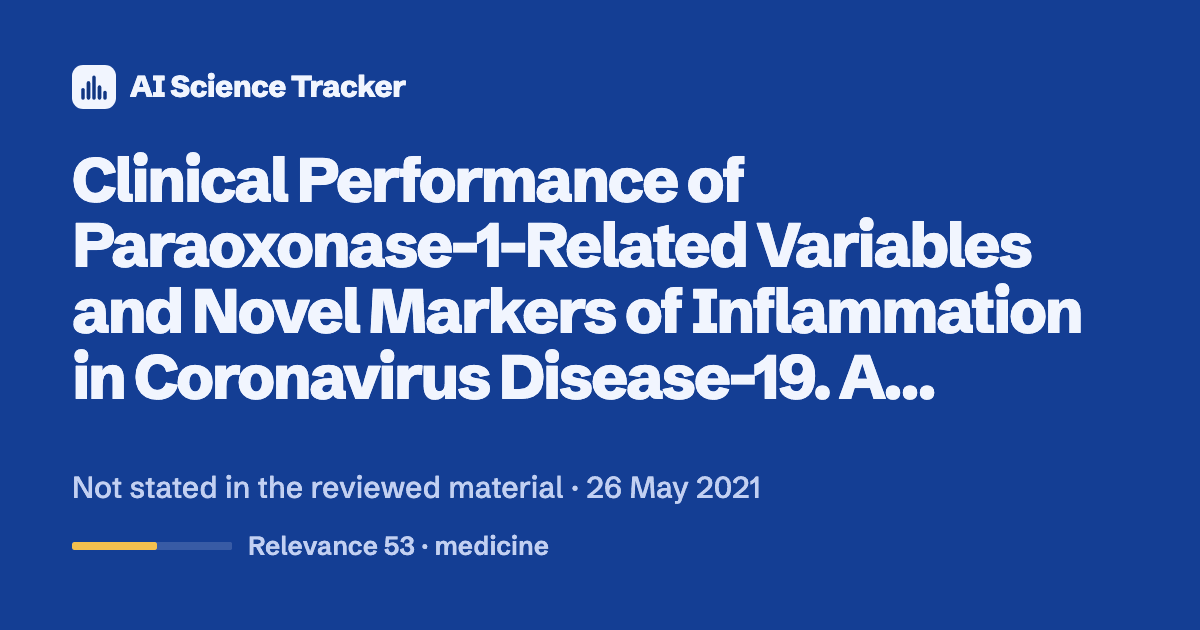 AI Science Tracker
Clinical Performance of
Paraoxonase-1-Related Variables
and Novel Markers of Inflammation
in Coronavirus Disease-19. A...
Not stated in the reviewed material · 26 May 2021
Relevance 53 · medicine